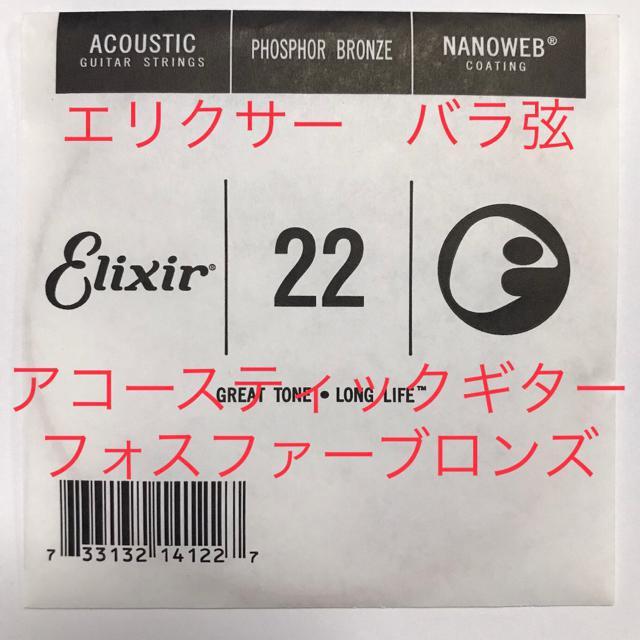 ACOUSTIC
GUITAR STRINGS
PHOSPHOR BRONZE
NANOWEB®
COATING
エリクサー　バラ弦
Elixir®
22
アコースティックギター
GREAT TONE • LONG LIFE™
フォスファーブロンズ
7 33132 14122 7